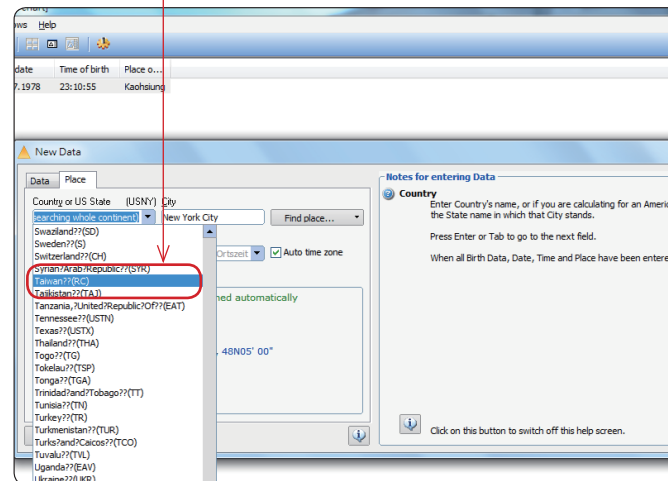 chart]
ows Help
date Time of birth Place o...
7.1978 23:10:55 Kaohsiung
New Data
Data Place
Country or US State (USNY) City
earching whole continent) New York City Find place...
Swaziland??(SD)
Sweden??(S)
Switzerland??(CH)
Ortszeit Auto time zone
Syrian?Arab?Republic??(SYR)
Taiwan??(RC)
Tajikistan??(TAJ)
ned automatically
Tanzania,?United?Republic?Of??(EAT)
Tennessee??(USTN)
Texas??(USTX)
Thailand??(THA)
, 48N05' 00"
Togo??(TG)
Tokelau??(TSP)
Tonga??(TGA)
Trinidad?and?Tobago??(TT)
Tunisia??(TN)
Turkey??(TR)
Turkmenistan??(TUR)
Turks?and?Caicos??(TCO)
Tuvalu??(TVL)
Uganda??(EAV)
Ukraine??(UKR)
Notes for entering Data
Country
Enter Country's name, or if you are calculating for an Americ
the State name in which that City stands.
Press Enter or Tab to go to the next field.
When all Birth Data, Date, Time and Place have been entere
Click on this button to switch off this help screen.